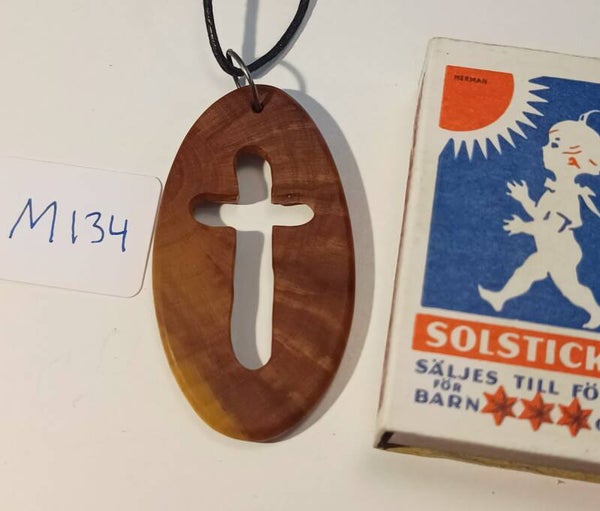 M134
HERMAN
SOLSTICK
SÄLJES TILL FÖ
FÖR
BARN